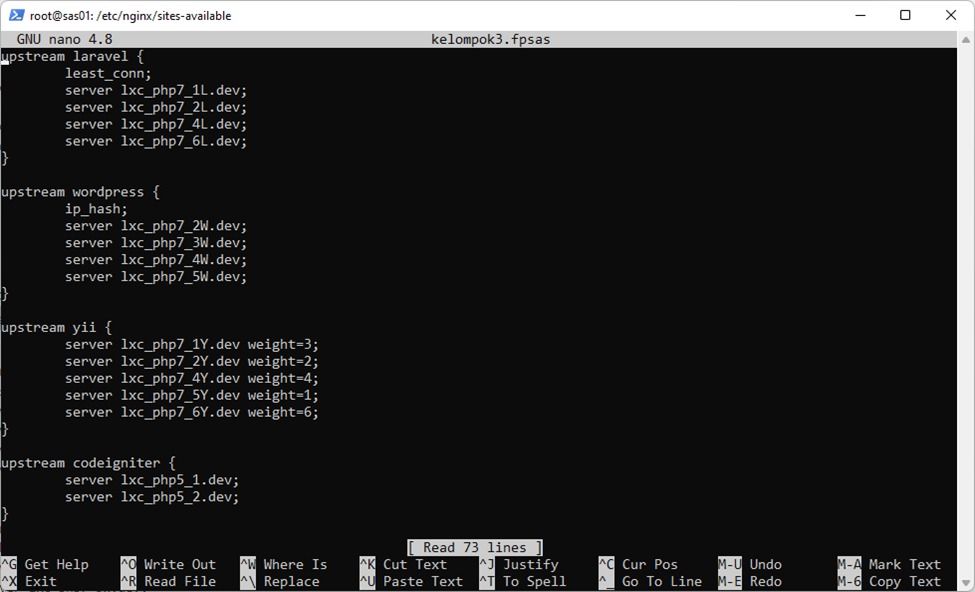 root@sas01: /etc/nginx/sites-available
GNU nano 4.8 kelompok3.fpsas
upstream laravel {
least_conn;
server lxc_php7_1L.dev;
server lxc_php7_2L.dev;
server lxc_php7_4L.dev;
server lxc_php7_6L.dev;
}
upstream wordpress {
ip_hash;
server lxc_php7_2W.dev;
server lxc_php7_3W.dev;
server lxc_php7_4W.dev;
server lxc_php7_5W.dev;
}
upstream yii {
server lxc_php7_1Y.dev weight=3;
server lxc_php7_2Y.dev weight=2;
server lxc_php7_4Y.dev weight=4;
server lxc_php7_5Y.dev weight=1;
server lxc_php7_6Y.dev weight=6;
}
upstream codeigniter {
server lxc_php5_1.dev;
server lxc_php5_2.dev;
}
[ Read 73 lines ]
^G Get Help ^O Write Out ^W Where Is ^K Cut Text ^J Justify ^C Cur Pos M-U Undo M-A Mark Text
^X Exit ^R Read File ^\ Replace ^U Paste Text ^T To Spell ^_ Go To Line M-E Redo M-6 Copy Text